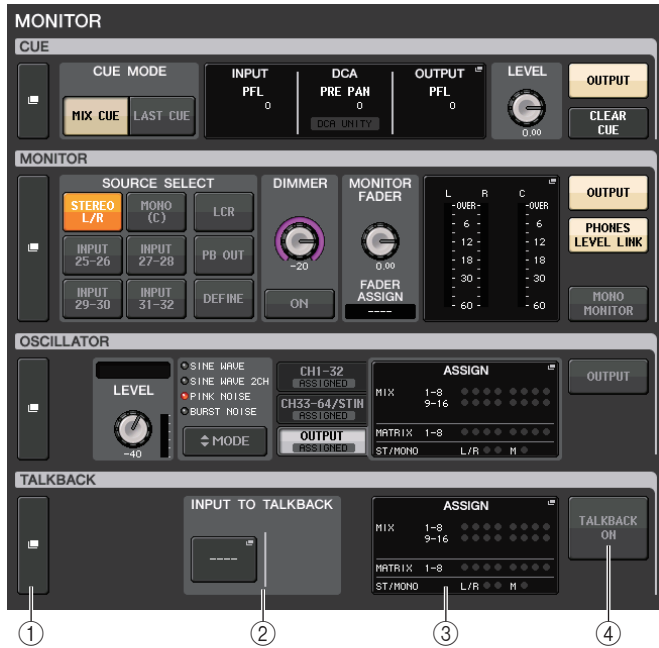 MONITOR
CUE
CUE MODE
MIX CUE
LAST CUE
INPUT
PFL
0
DCA
PRE PAN
0
DCA UNITY
OUTPUT
PFL
0
LEVEL
0.00
OUTPUT
CLEAR
CUE
MONITOR
SOURCE SELECT
STEREO
L/R
MONO
(C)
LCR
INPUT
25-26
INPUT
27-28
PB OUT
INPUT
29-30
INPUT
31-32
DEFINE
DIMMER
-20
ON
MONITOR
FADER
0.00
FADER
ASSIGN
----
L R C
-OVER- -OVER
- 6 - - 6
- 12 - - 12
- 18 - - 18
- 30 - - 30
- 60 - - 60
OUTPUT
PHONES
LEVEL LINK
MONO
MONITOR
OSCILLATOR
LEVEL
-40
SINE WAVE
SINE WAVE 2CH
PINK NOISE
BURST NOISE
MODE
CH1-32
ASSIGNED
CH33-64/STIN
ASSIGNED
OUTPUT
ASSIGNED
ASSIGN
MIX 1-8
9-16
MATRIX 1-8
ST/MONO L/R M
OUTPUT
TALKBACK
INPUT TO TALKBACK
----
ASSIGN
MIX 1-8
9-16
MATRIX 1-8
ST/MONO L/R M
TALKBACK
ON
① ② ③ ④